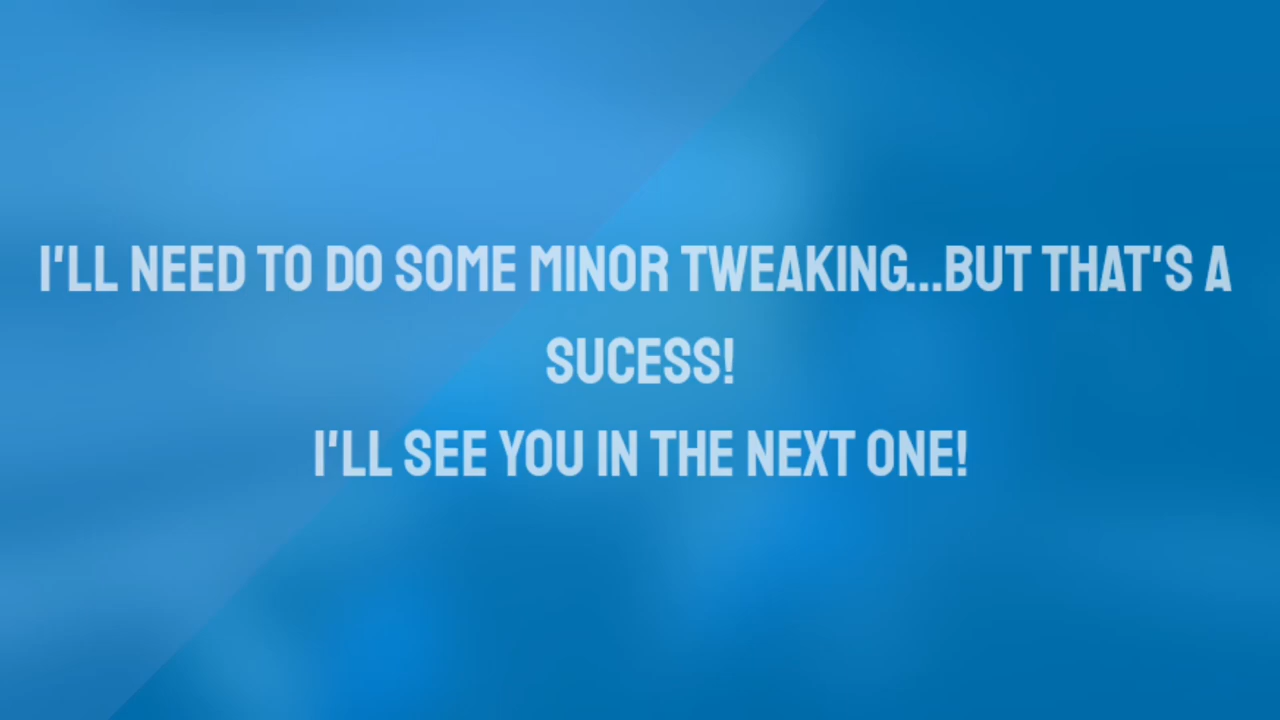 I'LL NEED TO DO SOME MINOR TWEAKING...BUT THAT'S A
SUCESS!
I'LL SEE YOU IN THE NEXT ONE!